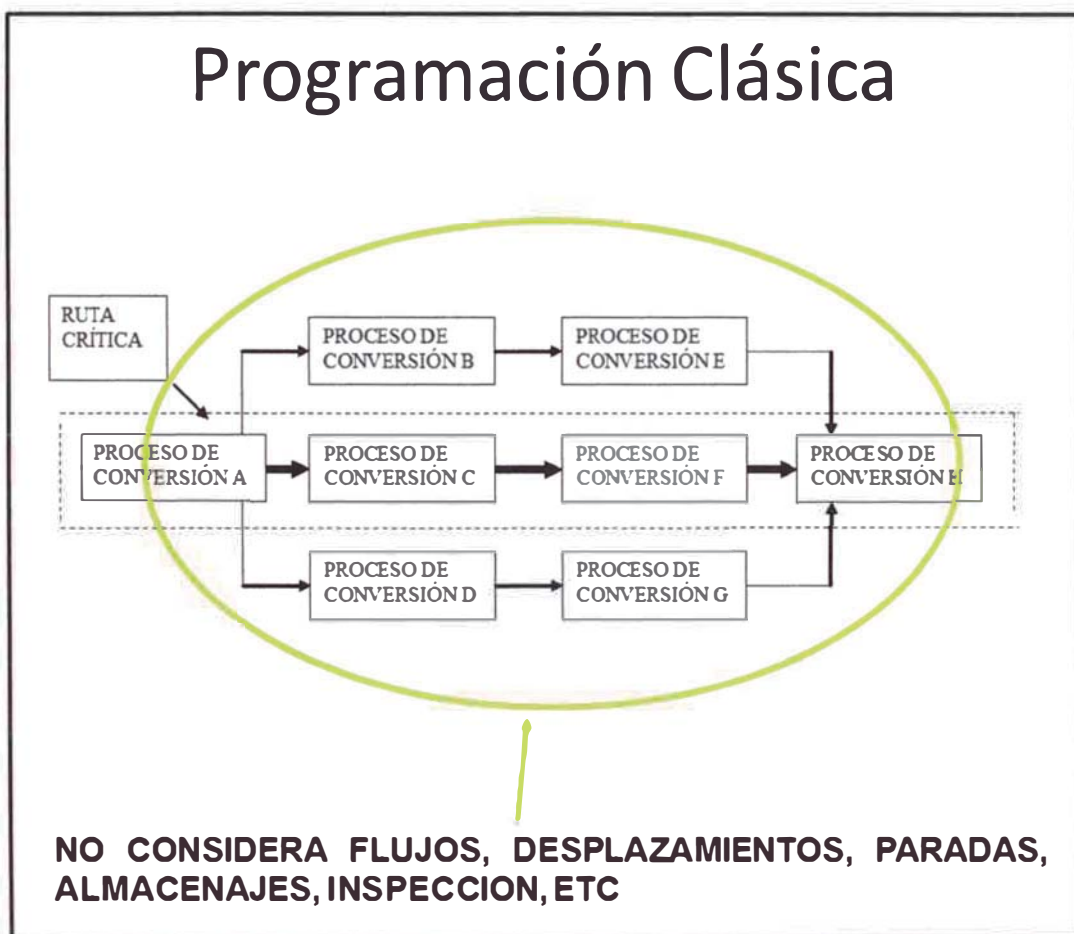 Programación Clásica
RUTA
CRÍTICA
PROCESO DE
CONVERSIÓN B
PROCESO DE
CONVERSIÓN E
PROCESO DE
CONVERSIÓN A
PROCESO DE
CONVERSIÓN C
PROCESO DE
CONVERSIÓN F
PROCESO DE
CONVERSIÓN H
PROCESO DE
CONVERSIÓN D
PROCESO DE
CONVERSIÓN G
NO CONSIDERA FLUJOS, DESPLAZAMIENTOS, PARADAS,
ALMACENAJES, INSPECCION, ETC